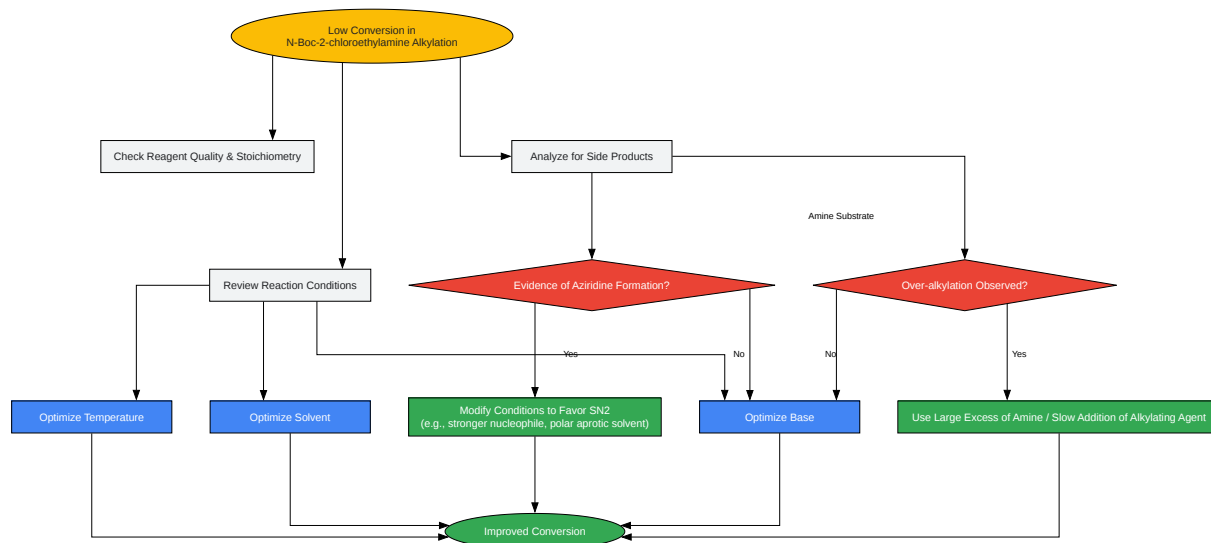 Low Conversion in
N-Boc-2-chloroethylamine Alkylation
Check Reagent Quality & Stoichiometry
Analyze for Side Products
Amine Substrate
Review Reaction Conditions
Evidence of Aziridine Formation?
Over-alkylation Observed?
Yes
No
No
Yes
Optimize Temperature
Optimize Solvent
Modify Conditions to Favor SN2
(e.g., stronger nucleophile, polar aprotic solvent)
Optimize Base
Use Large Excess of Amine / Slow Addition of Alkylating Agent
Improved Conversion